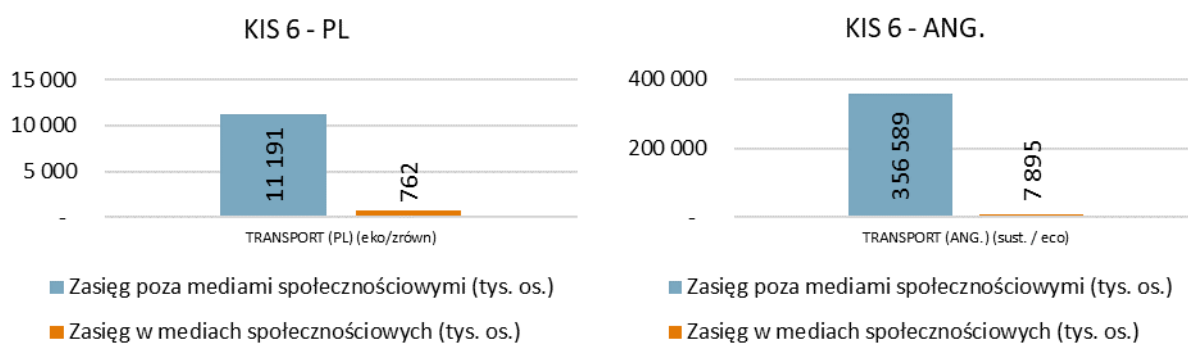 KIS 6 - PL
15 000
10 000
5 000
-
11 191
762
TRANSPORT (PL) (eko/zrówn)
Zasięg poza mediami społecznościowymi (tys. os.)
Zasięg w mediach społecznościowych (tys. os.)
KIS 6 - ANG.
400 000
200 000
-
356 589
7 895
TRANSPORT (ANG.) (sust. / eco)
Zasięg poza mediami społecznościowymi (tys. os.)
Zasięg w mediach społecznościowych (tys. os.)